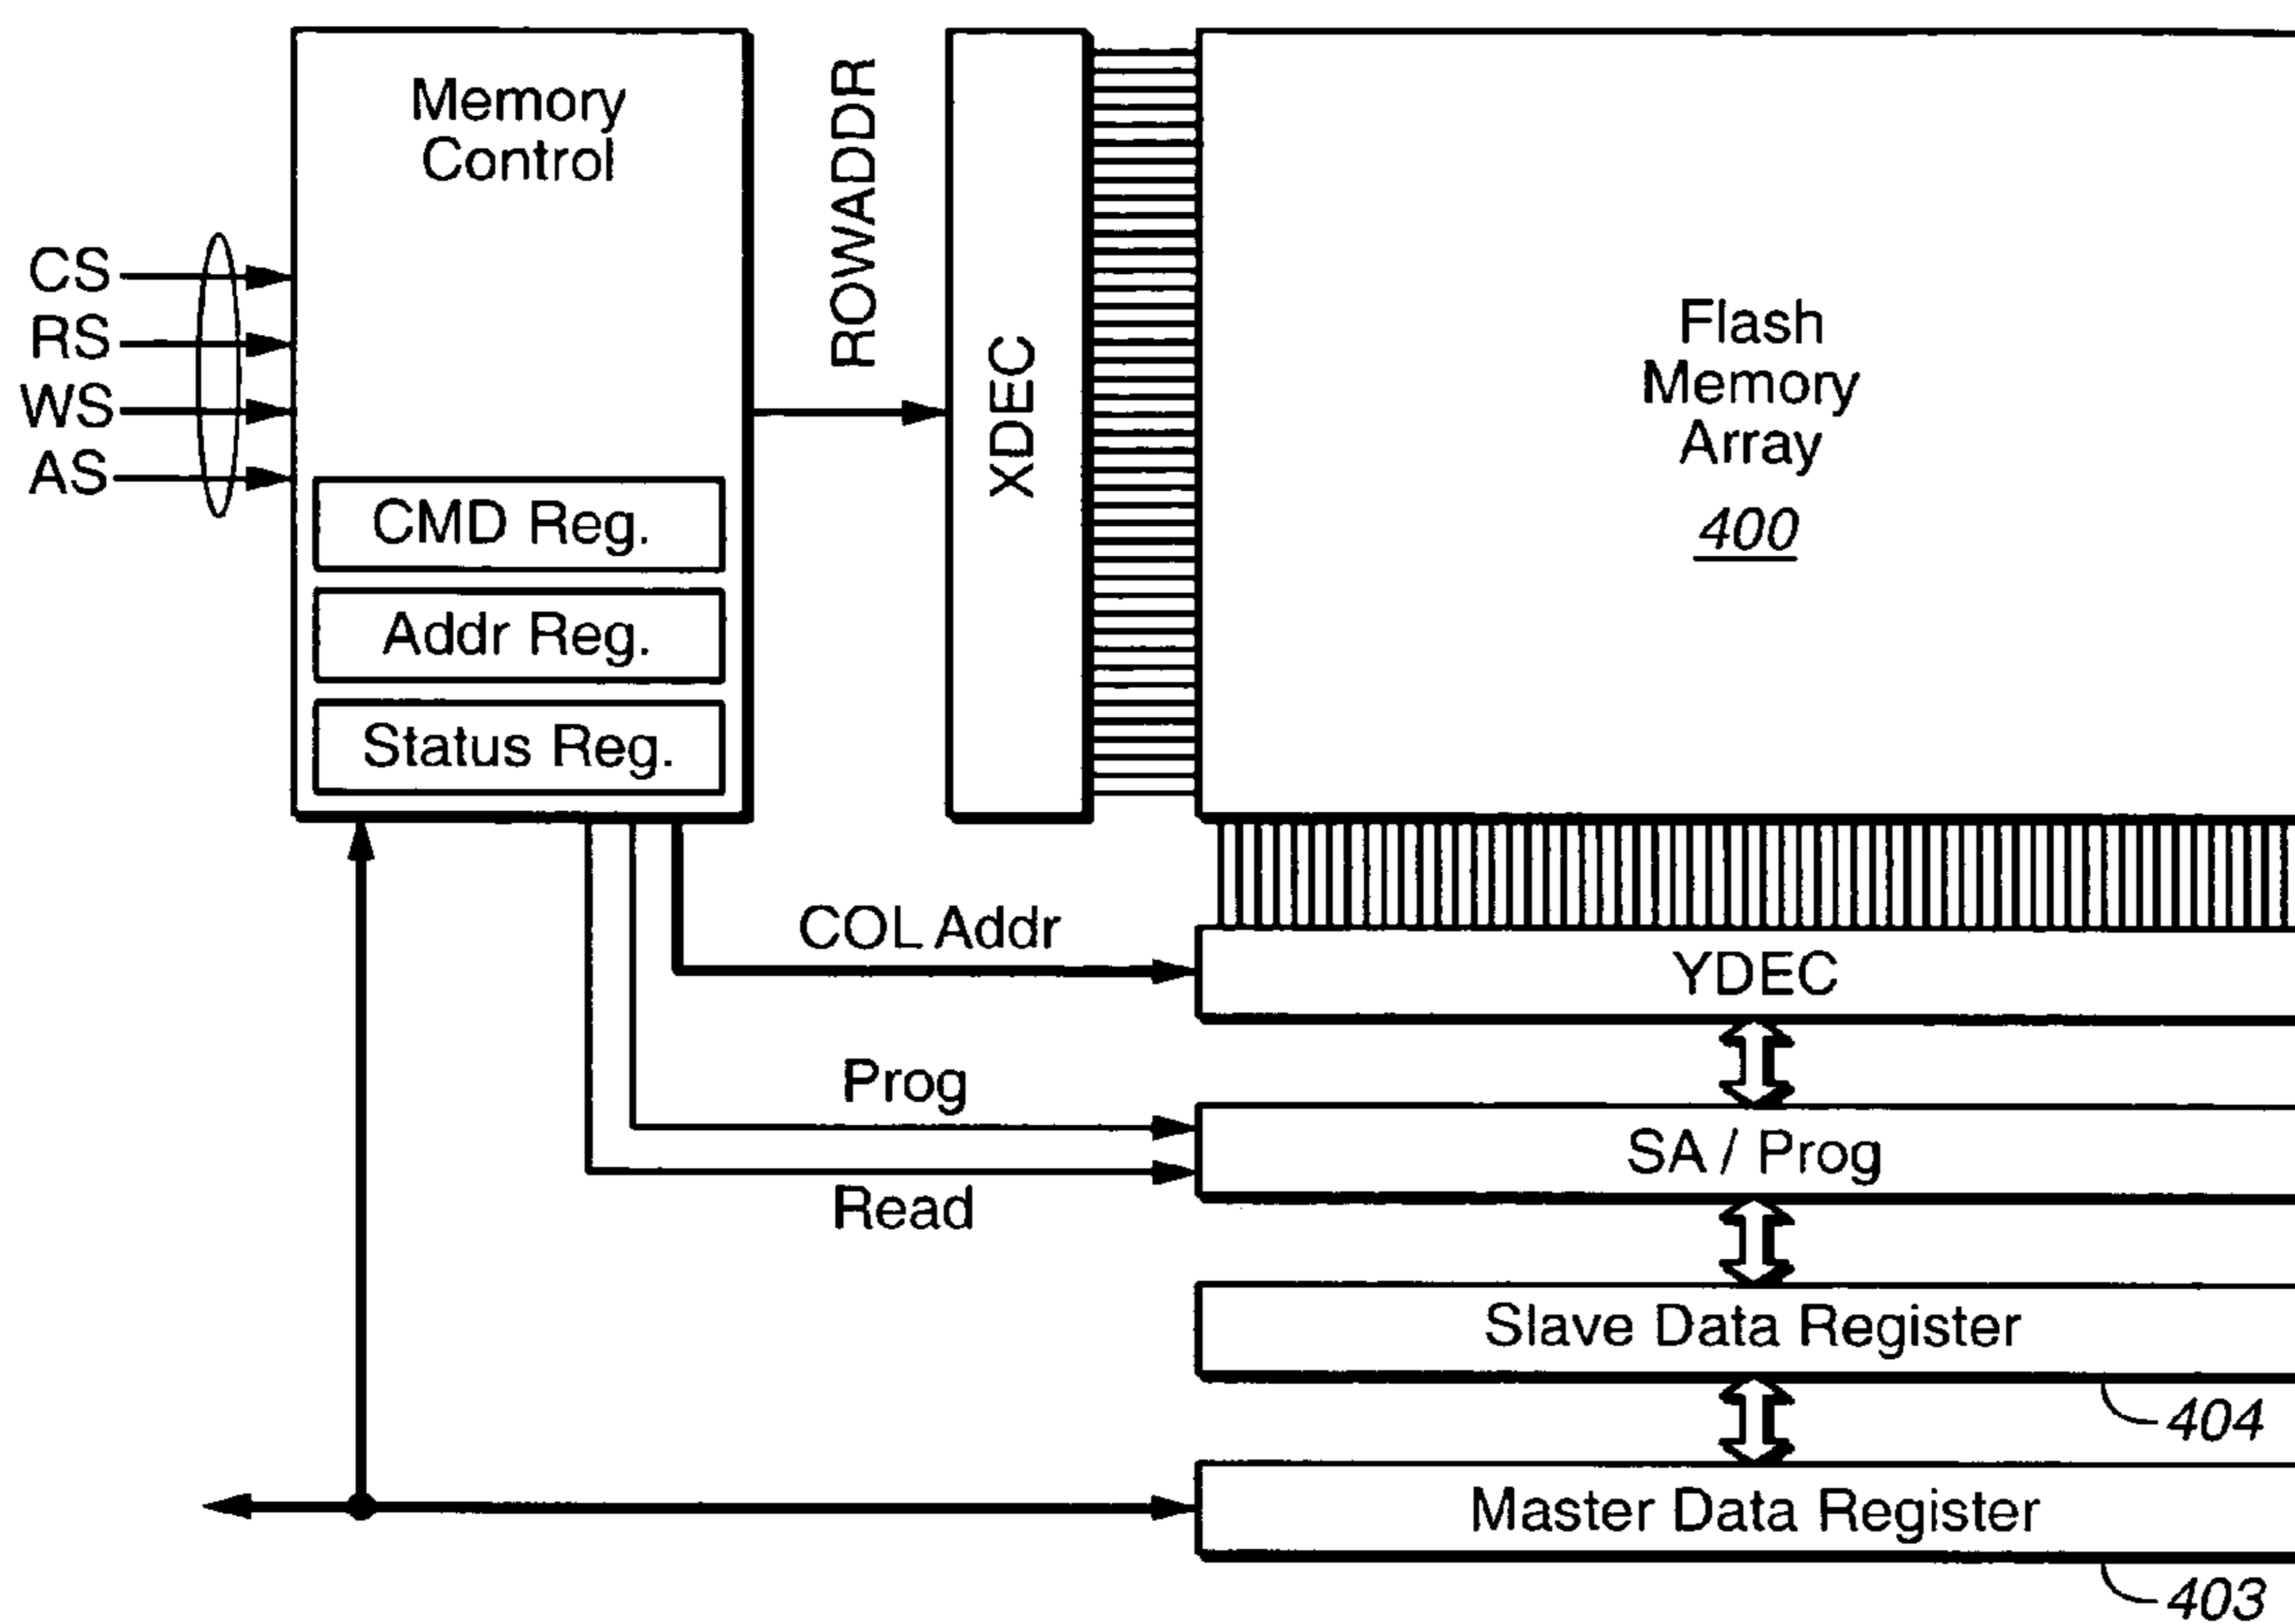 Memory
Control
CS
RS
WS
AS
CMD Reg.
Addr Reg.
Status Reg.
ROWADDR
XDEC
Flash
Memory
Array
400
COL Addr
YDEC
Prog
SA / Prog
Read
Slave Data Register
404
Master Data Register
403